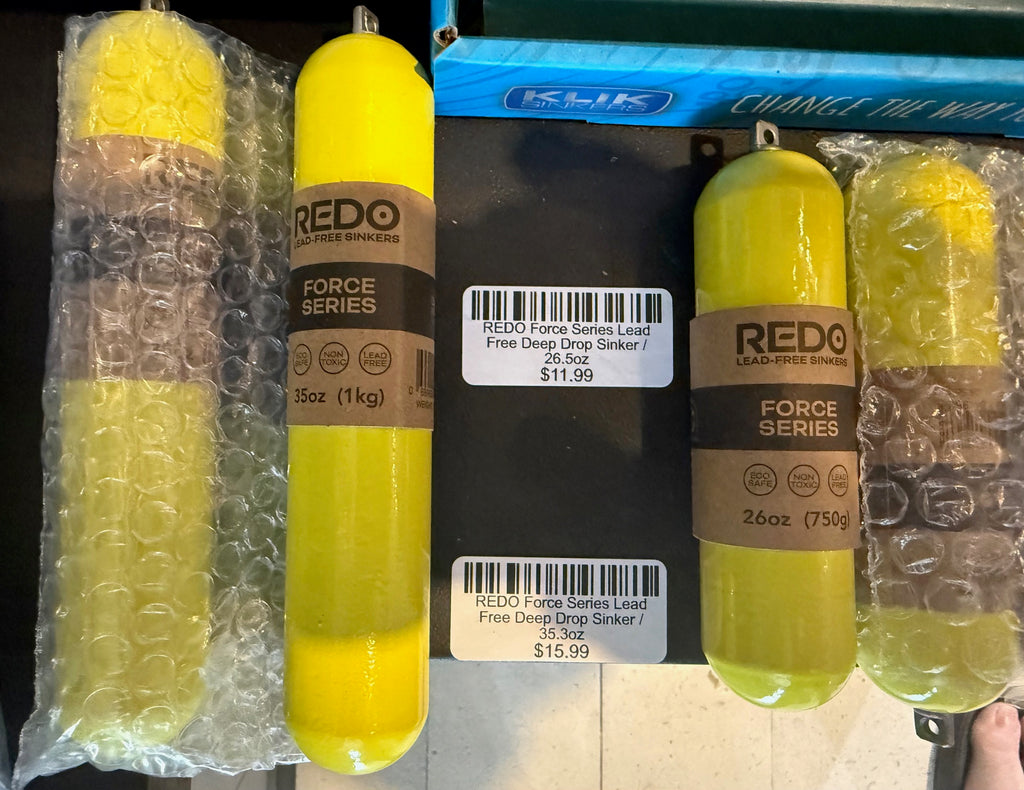 KLIK
SINKERS
CHANGE THE WAY
REDO
LEAD-FREE SINKERS
FORCE
SERIES
ECO
SAFE
NON
TOXIC
LEAD
FREE
35oz (1kg)
REDO Force Series Lead
Free Deep Drop Sinker /
26.5oz
$11.99
REDO Force Series Lead
Free Deep Drop Sinker /
35.3oz
$15.99
REDO
LEAD-FREE SINKERS
FORCE
SERIES
ECO
SAFE
NON
TOXIC
LEAD
FREE
26oz (750g)